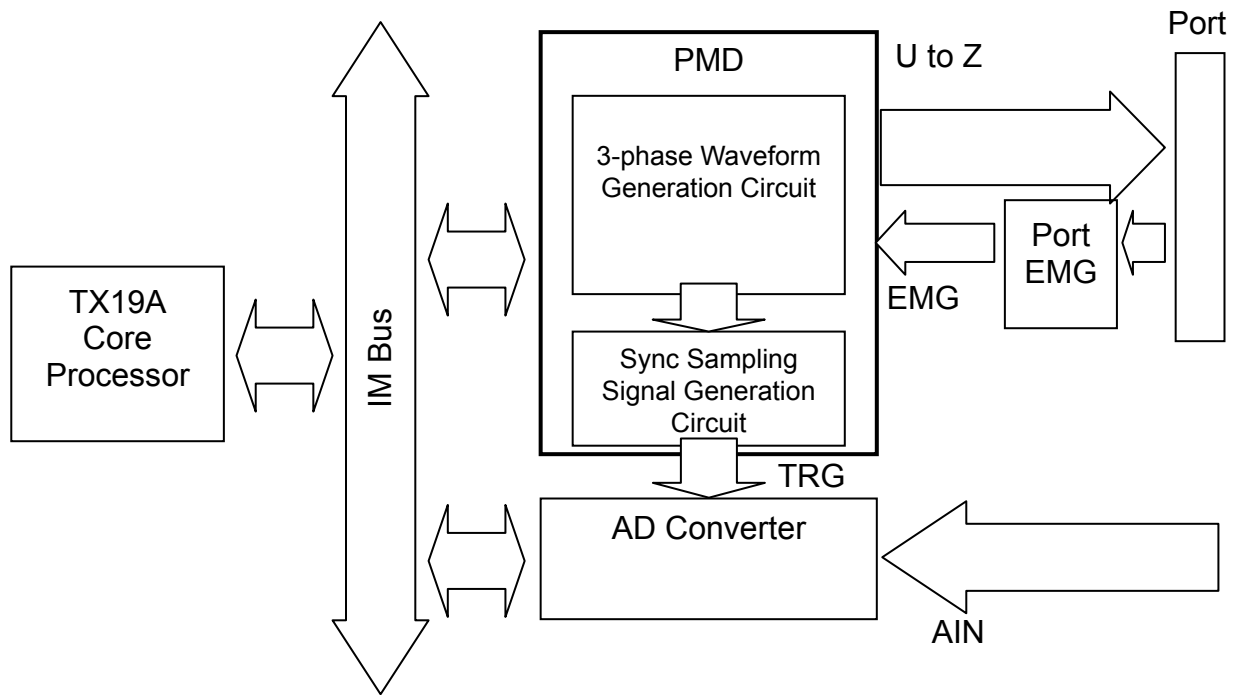 Port
PMD
U to Z
3-phase Waveform
Generation Circuit
Port
EMG
EMG
TX19A
Core
Processor
IM Bus
Sync Sampling
Signal Generation
Circuit
TRG
AD Converter
AIN